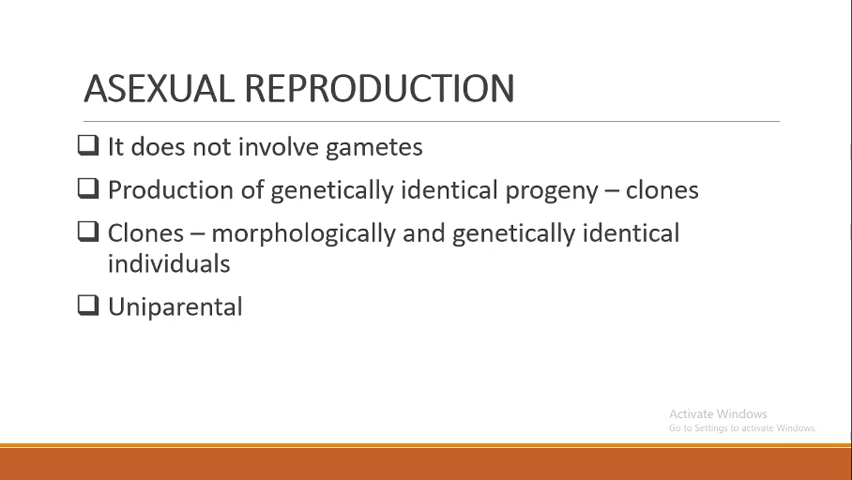 ASEXUAL REPRODUCTION
It does not involve gametes
Production of genetically identical progeny – clones
Clones – morphologically and genetically identical
individuals
Uniparental
Activate Windows
Go to Settings to activate Windows.